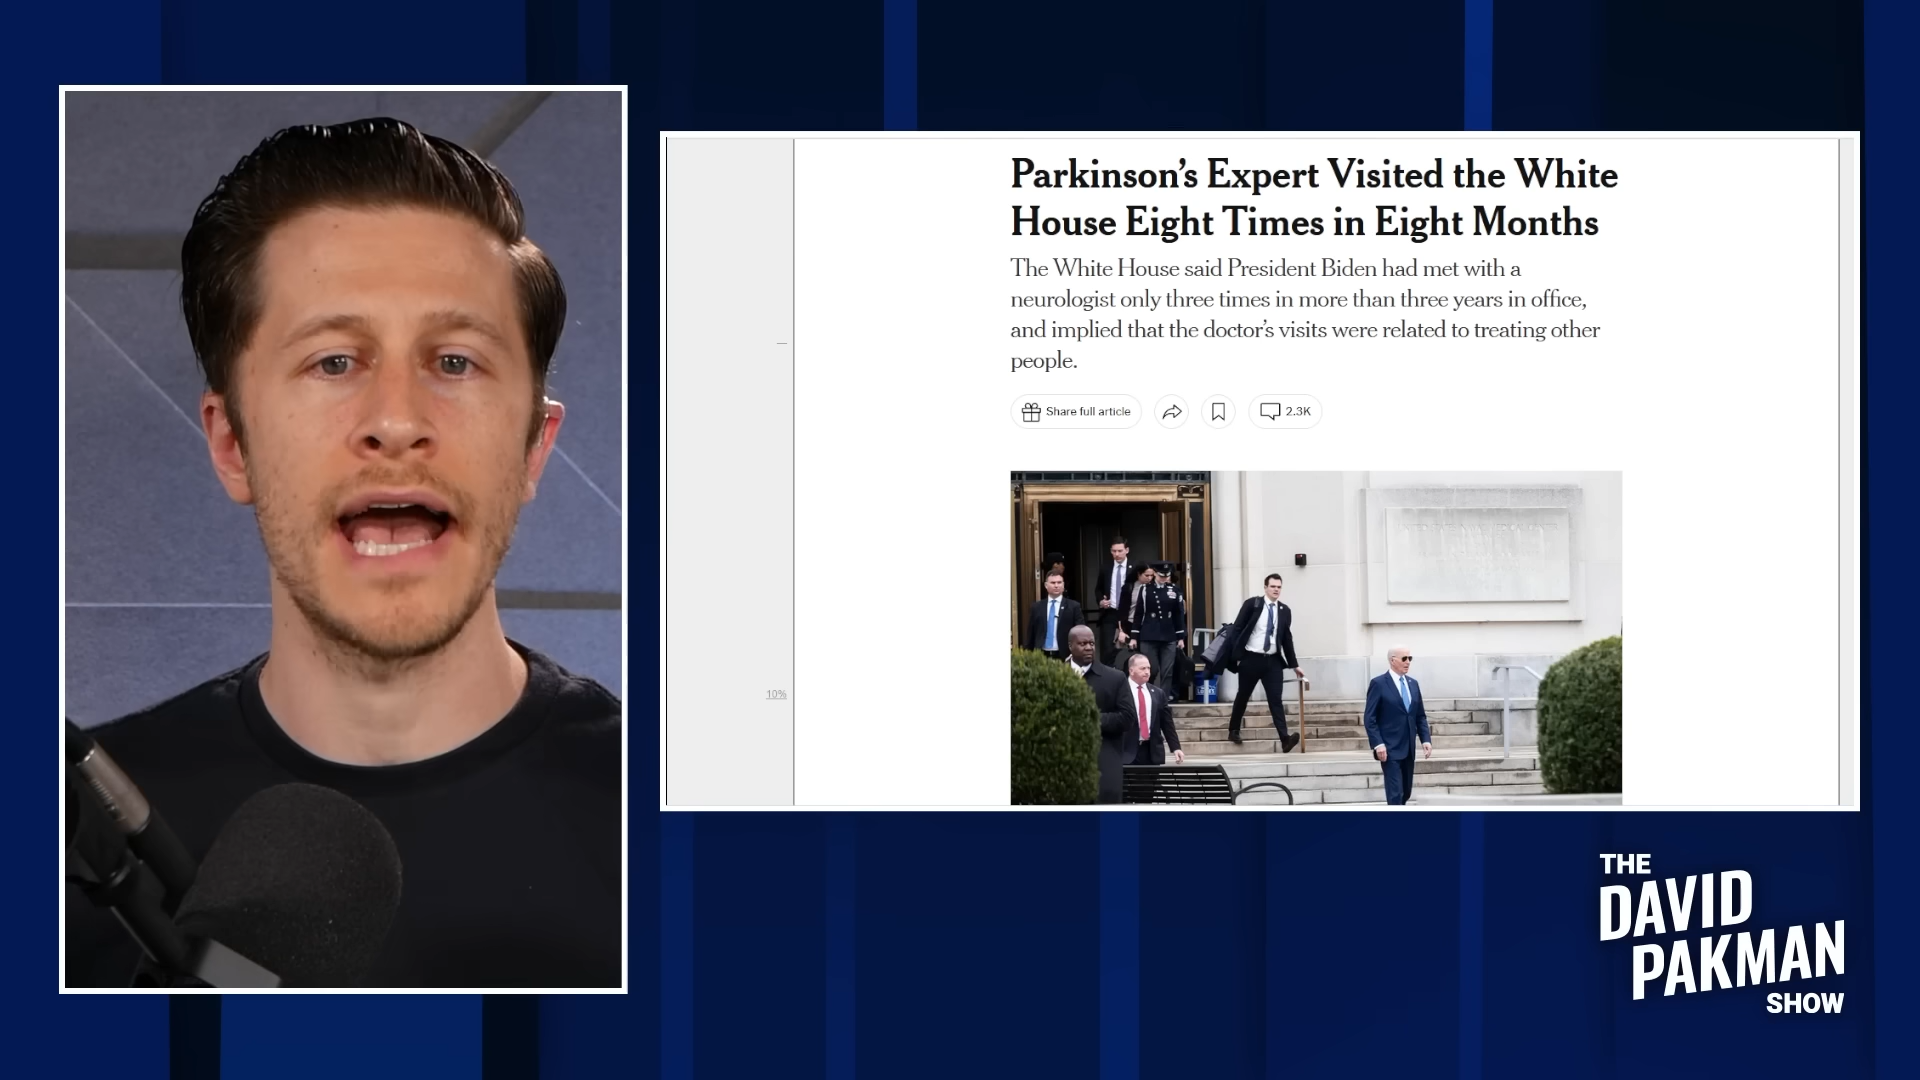 Parkinson’s Expert Visited the White
House Eight Times in Eight Months
The White House said President Biden had met with a
neurologist only three times in more than three years in office,
and implied that the doctor’s visits were related to treating other
people.
Share full article
2.3K
10%
THE
DAVID
PAKMAN
SHOW